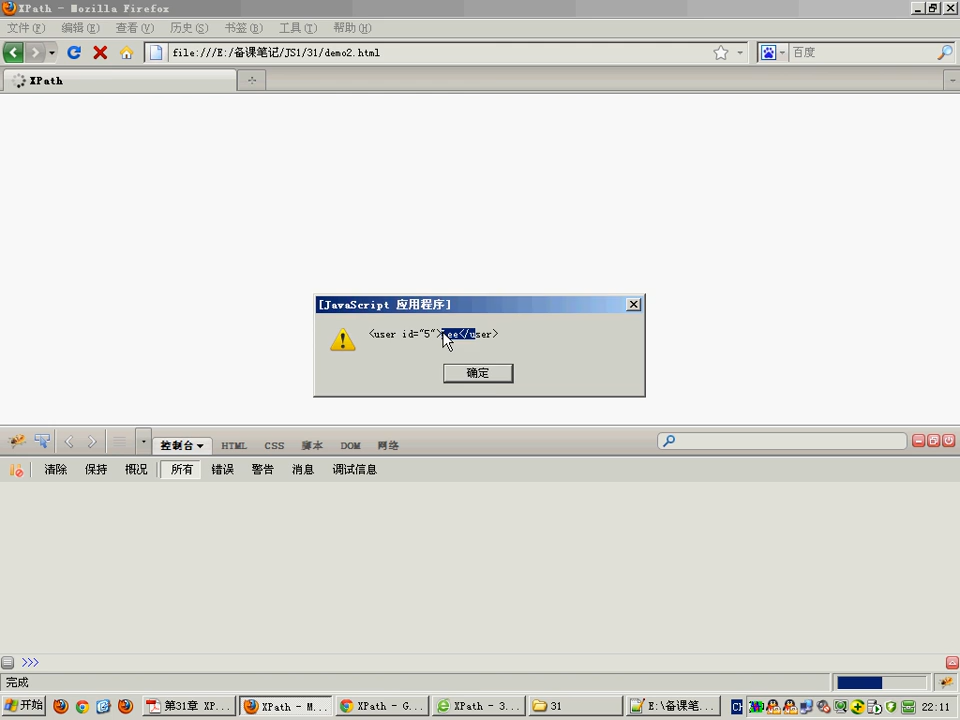 XPath - Mozilla Firefox
文件(F) 编辑(E) 查看(V) 历史(S) 书签(B) 工具(T) 帮助(H)
file:///E:/备课笔记/JS1/31/demo2.html 百度
XPath
[JavaScript 应用程序]
<user id="5"> ee</user>
确定
控制台 HTML CSS 脚本 DOM 网络
清除 保持 概况 所有 错误 警告 消息 调试信息
>>>
完成
开始 第31章 XP... XPath - M... XPath - G... XPath - 3... 31 E:\备课笔... CH 22:11